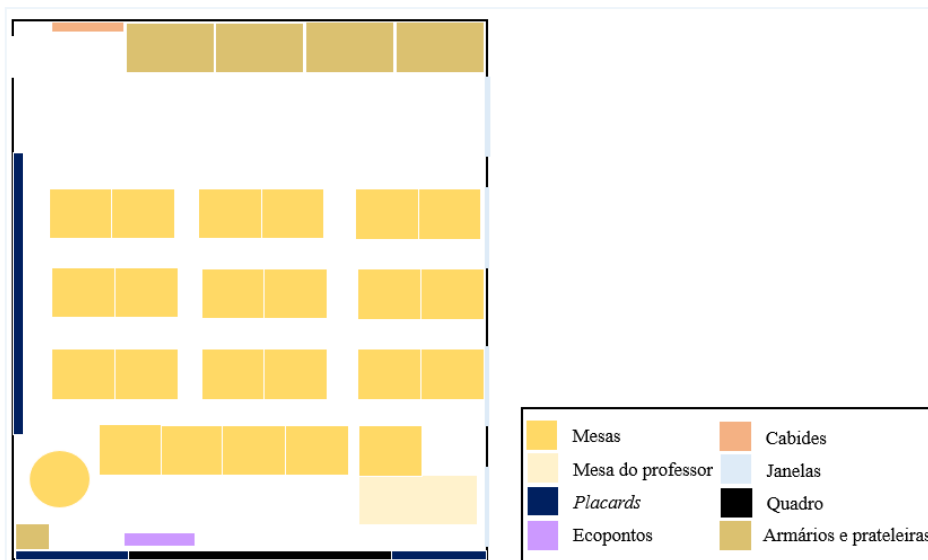 Mesas
Cabides
Mesa do professor
Janelas
Placards
Quadro
Ecopontos
Armários e prateleiras